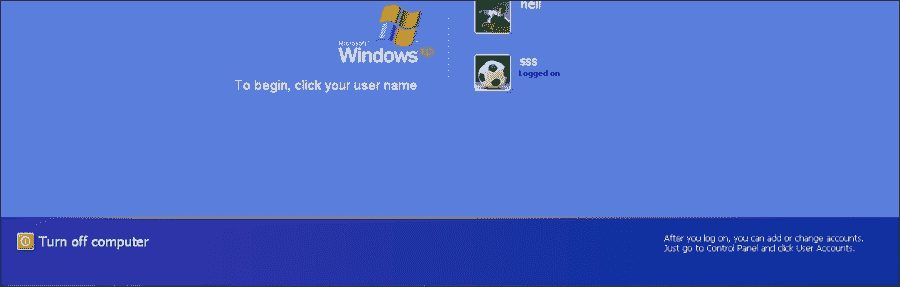 neil
Microsoft
Windows xp
sss
Logged on
To begin, click your user name
Turn off computer
After you log on, you can add or change accounts.
Just go to Control Panel and click User Accounts.